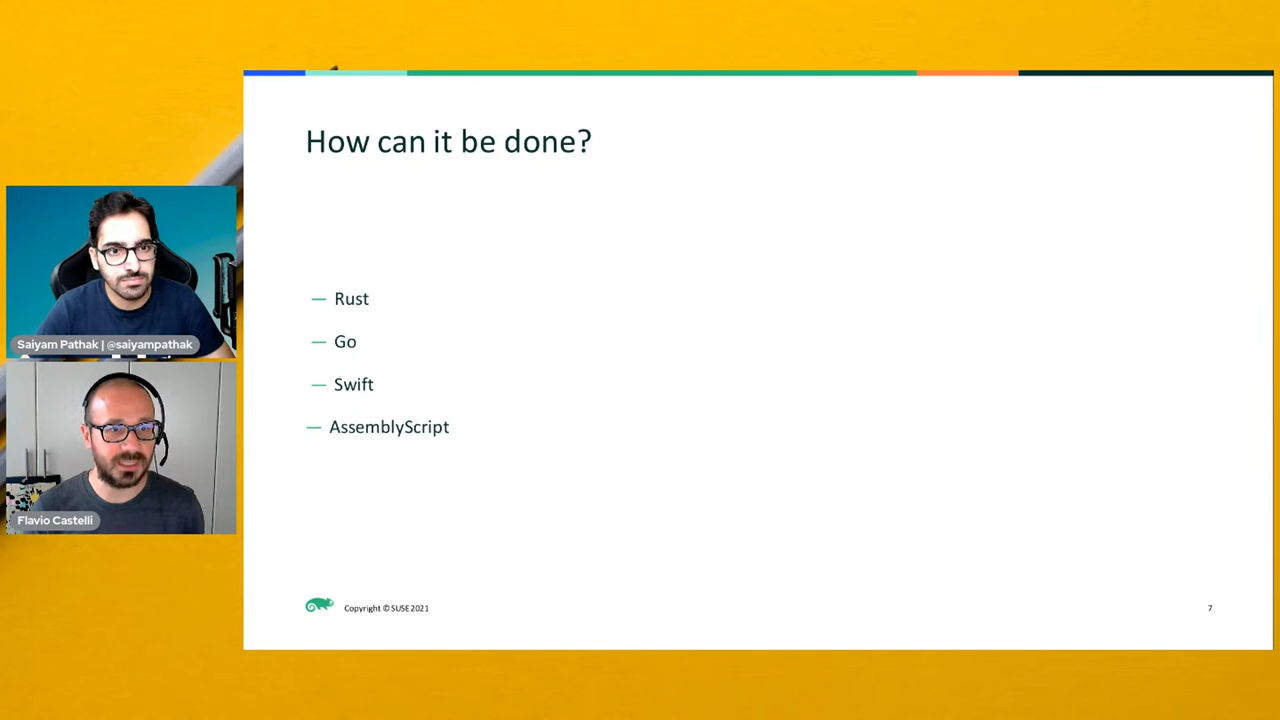 How can it be done?
— Rust
— Go
— Swift
— AssemblyScript
Saiyam Pathak | @saiyampathak
Flavio Castelli
Copyright © SUSE 2021
7